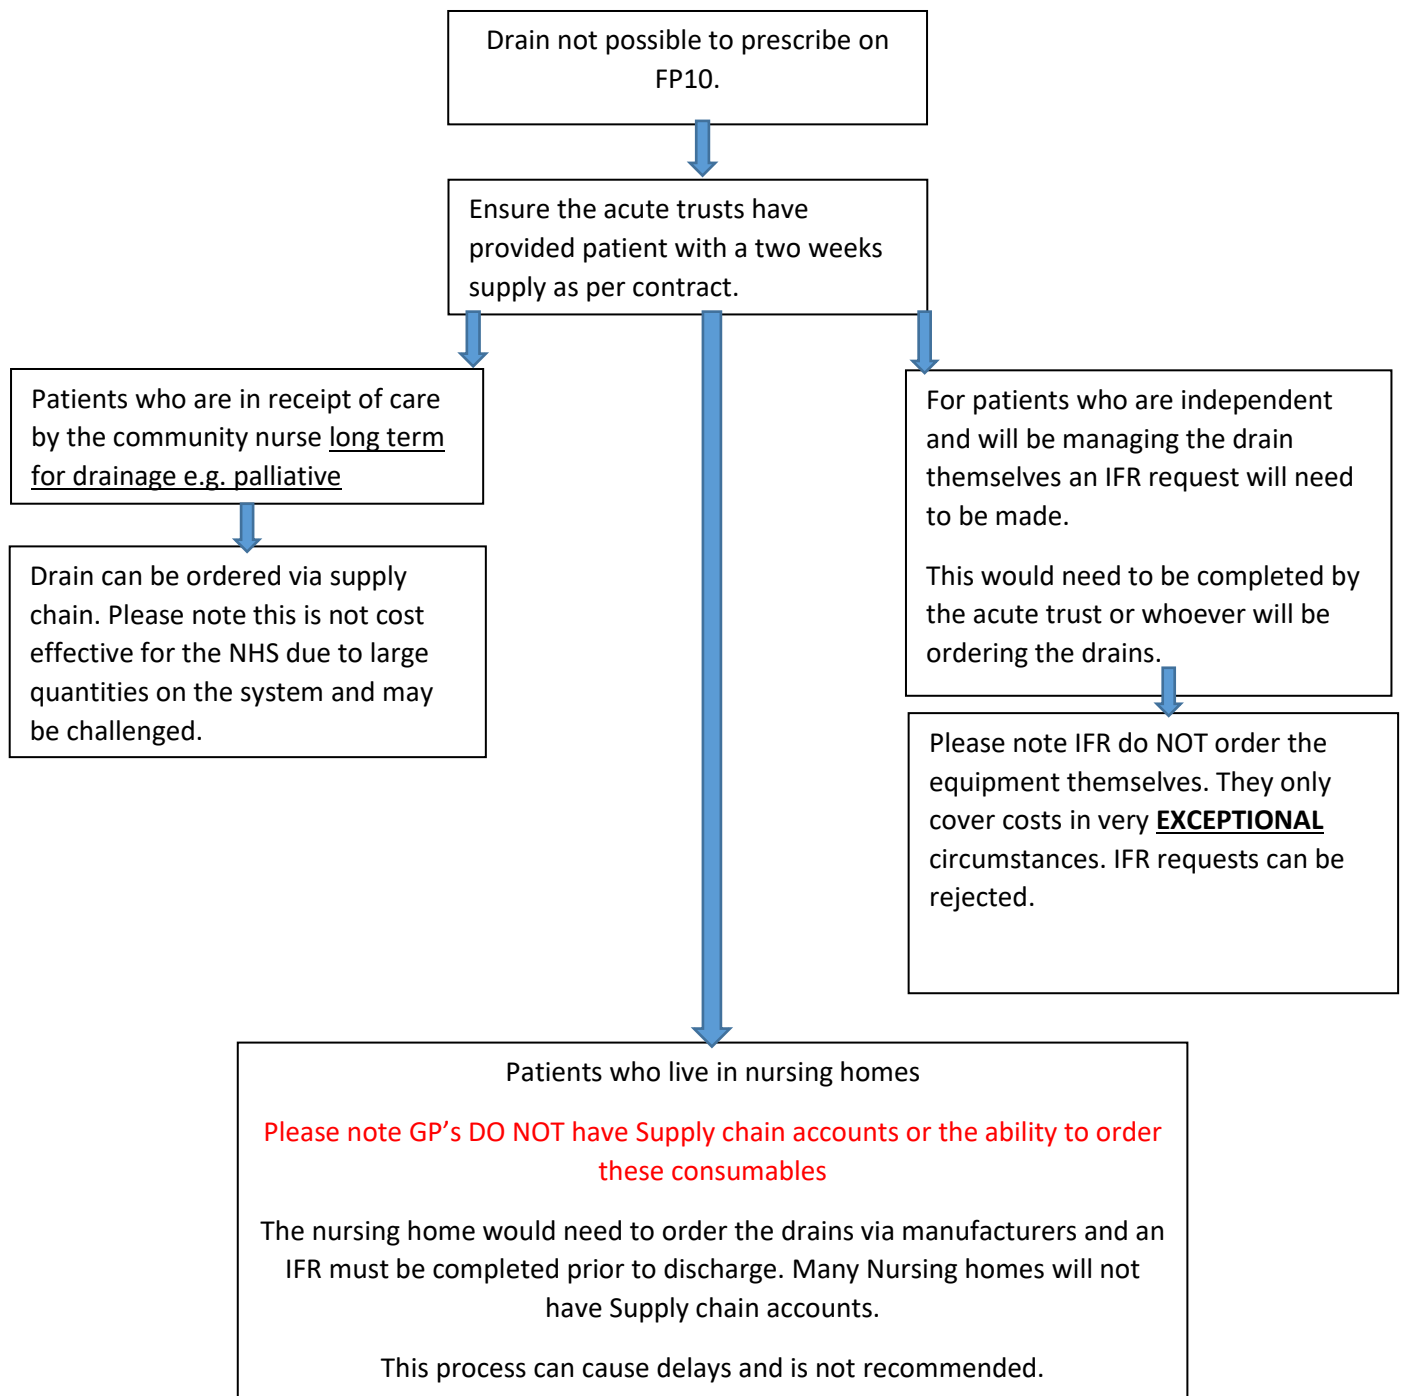 Drain not possible to prescribe on
FP10.
Ensure the acute trusts have
provided patient with a two weeks
supply as per contract.
Patients who are in receipt of care
by the community nurse long term
for drainage e.g. palliative
Drain can be ordered via supply
chain. Please note this is not cost
effective for the NHS due to large
quantities on the system and may
be challenged.
For patients who are independent
and will be managing the drain
themselves an IFR request will need
to be made.
This would need to be completed by
the acute trust or whoever will be
ordering the drains.
Please note IFR do NOT order the
equipment themselves. They only
cover costs in very EXCEPTIONAL
circumstances. IFR requests can be
rejected.
Patients who live in nursing homes
Please note GP’s DO NOT have Supply chain accounts or the ability to order
these consumables
The nursing home would need to order the drains via manufacturers and an
IFR must be completed prior to discharge. Many Nursing homes will not
have Supply chain accounts.
This process can cause delays and is not recommended.